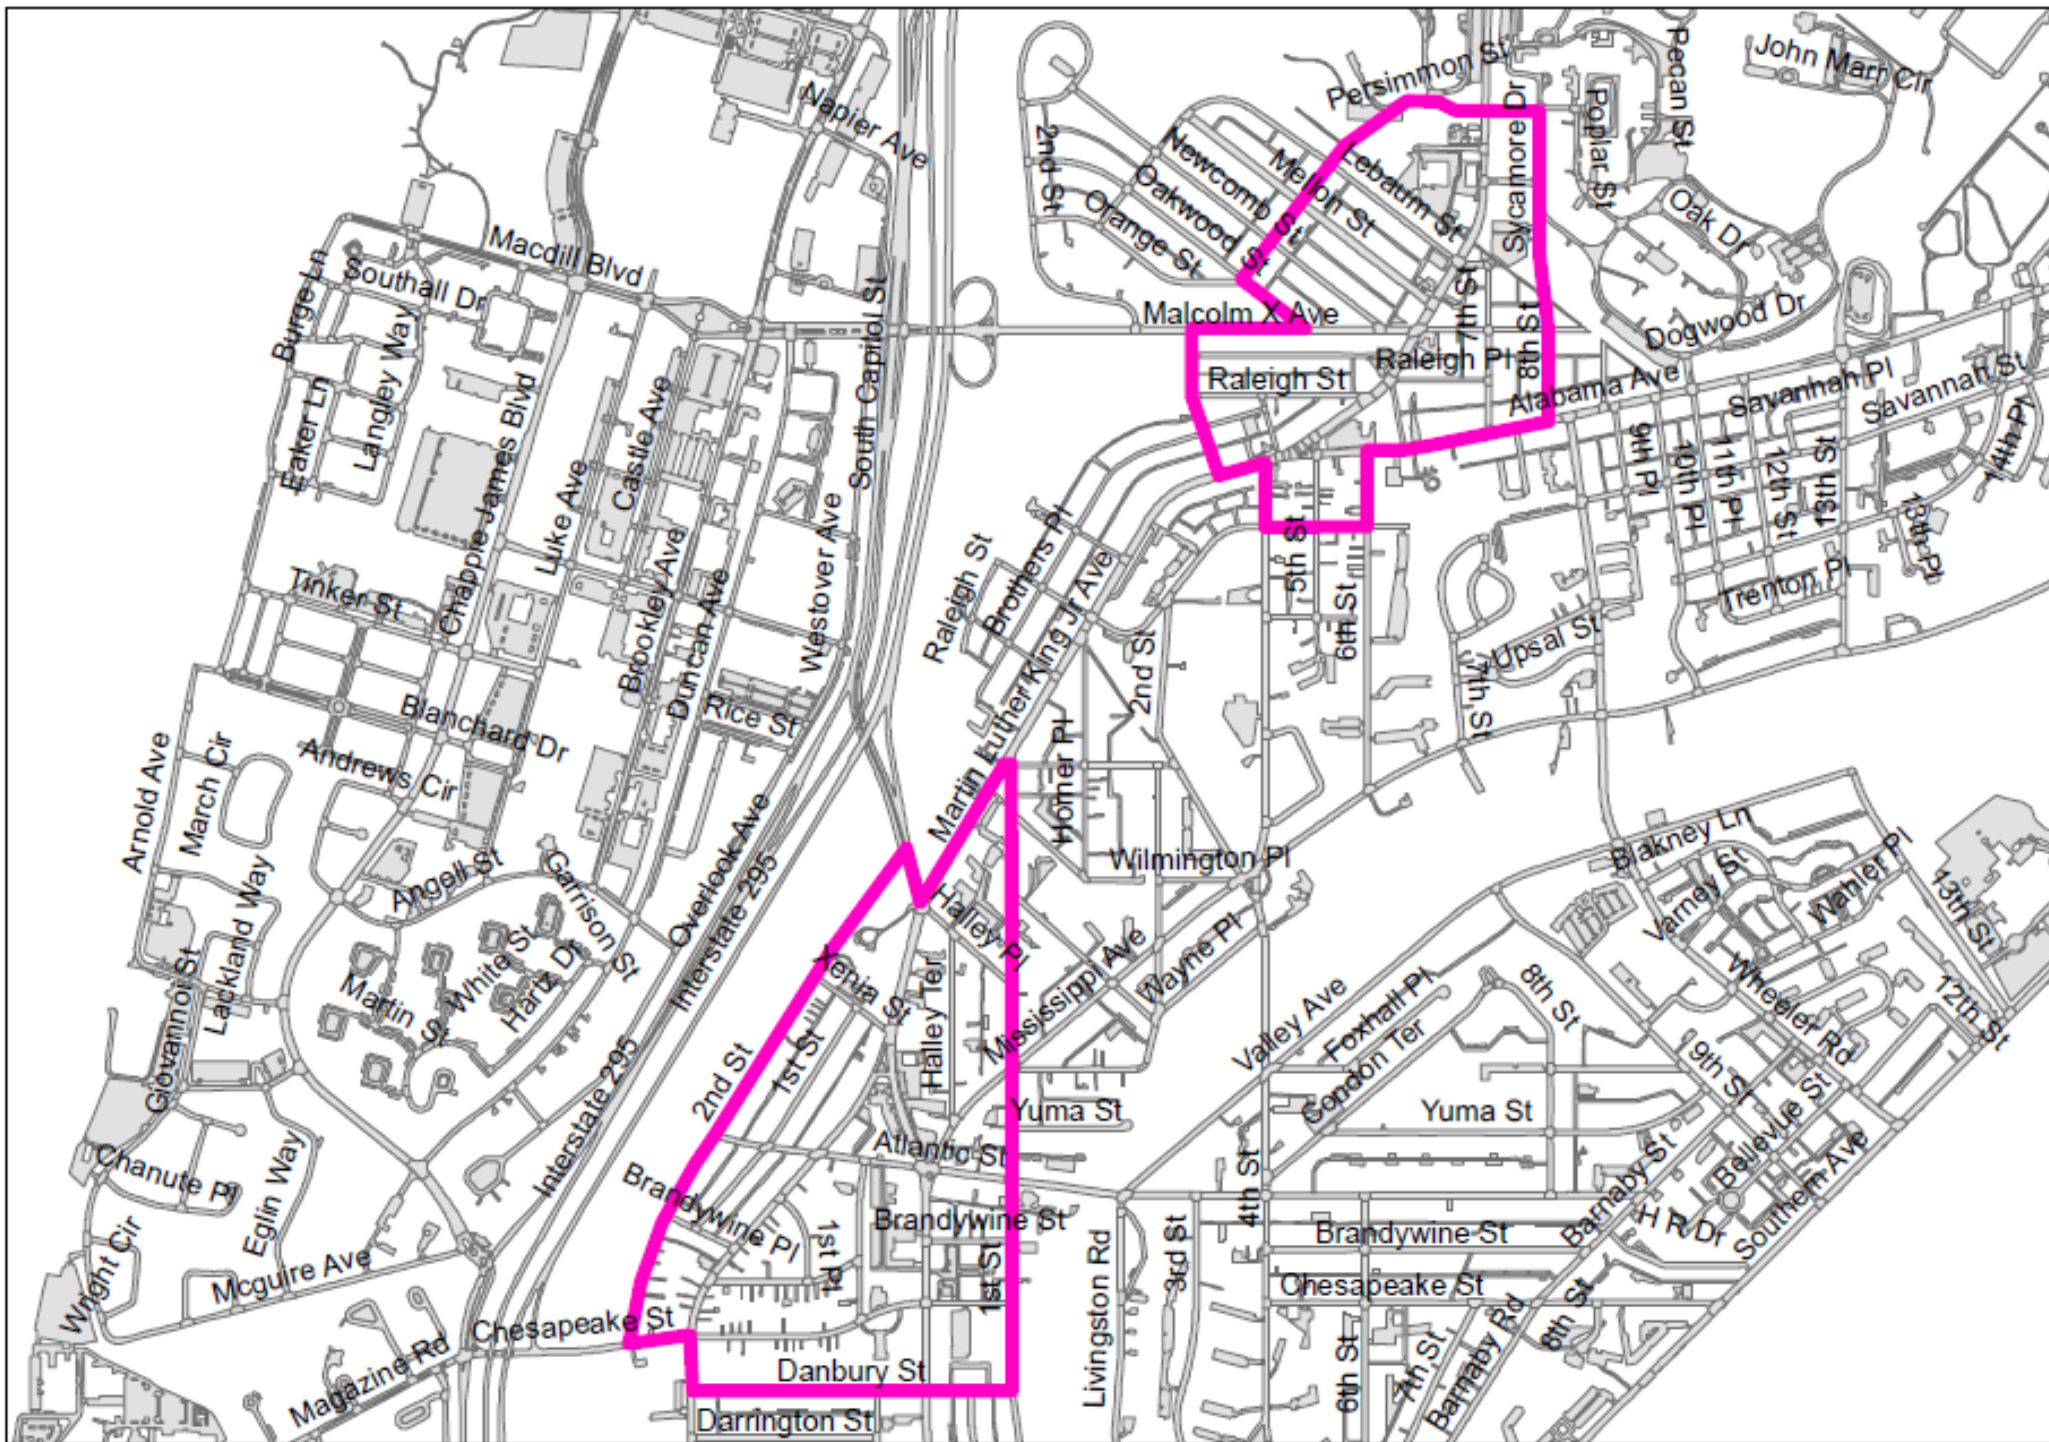 Persimmon St
Pecan St
John Marr Cir
Napier Ave
Sycamore Dr
Poplar St
2nd St
Newcomb St
Mellon St
Lebaum St
Oakwood St
Orange St
Oak Dr
Macdill Blvd
Burge Ln
Southall Dr
Langley Way
South Capitol St
Malcolm X Ave
7th St
8th St
Dogwood Dr
Raleigh Pl
Raleigh St
Alabama Ave
Savannah Pl
Savannah St
Eaker Ln
Chappie James Blvd
Castle Ave
Luke Ave
9th Pl
10th Pl
11th Pl
12th St
13th St
14th Pl
13th Pl
Westover Ave
Raleigh St
Brothers Pl
5th St
6th St
Trenton Pl
Tinker St
Brookley Ave
Duncan Ave
Martin Luther King Jr Ave
2nd St
Upsal St
7th St
Rice St
Blanchard Dr
Andrews Cir
Arnold Ave
March Cir
Homer Pl
Wilmington Pl
Blakney Ln
Varney St
Wahler Pl
13th St
Overlook Ave
Interstate 295
Angell St
Garrison St
Lackland Way
Giovannoi St
White St
Hartz Dr
Martin St
Halley Pl
Xenia St
Halley Ter
Mississippi Ave
Wayne Pl
Valley Ave
Foxhall Pl
Condon Ter
8th St
Wheeler Rd
12th St
9th St
Interstate 295
2nd St
1st St
Yuma St
Yuma St
Atlantic St
Bellevue St
Southern Ave
Chanute Pl
Eglin Way
Brandywine Pl
1st Pl
Brandywine St
1st St
4th St
3rd St
Livingston Rd
Brandywine St
Barnaby St
H R Dr
Chesapeake St
Wright Cir
Mcguire Ave
Magazine Rd
Chesapeake St
Danbury St
Darrington St
6th St
7th St
Barnaby Rd
8th St